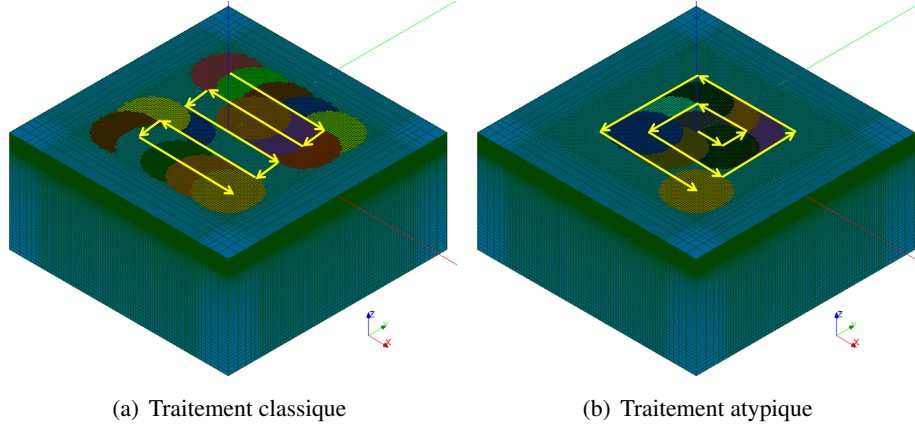 Z
Y
X
Z
Y
X
(a) Traitement classique
(b) Traitement atypique